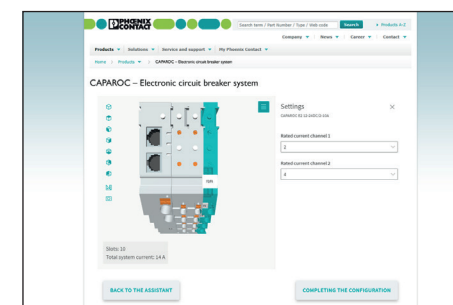 PHŒNIX
CONTACT
Search term / Part Number / Type / Web code
Search
Products A-Z
Company
News
Career
Contact
Products
Solutions
Service and support
My Phoenix Contact
Home
Products
CAPAROC – Electronic circuit breaker system
CAPAROC – Electronic circuit breaker system
Settings
Rated current channel 1
2
Rated current channel 2
4
Slots: 10
Total system current: 14 A
BACK TO THE ASSISTANT
COMPLETING THE CONFIGURATION